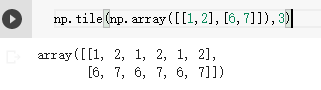 np.tile(np.array([[1,2],[6,7]]),3)
array([[1, 2, 1, 2, 1, 2],
[6, 7, 6, 7, 6, 7]])